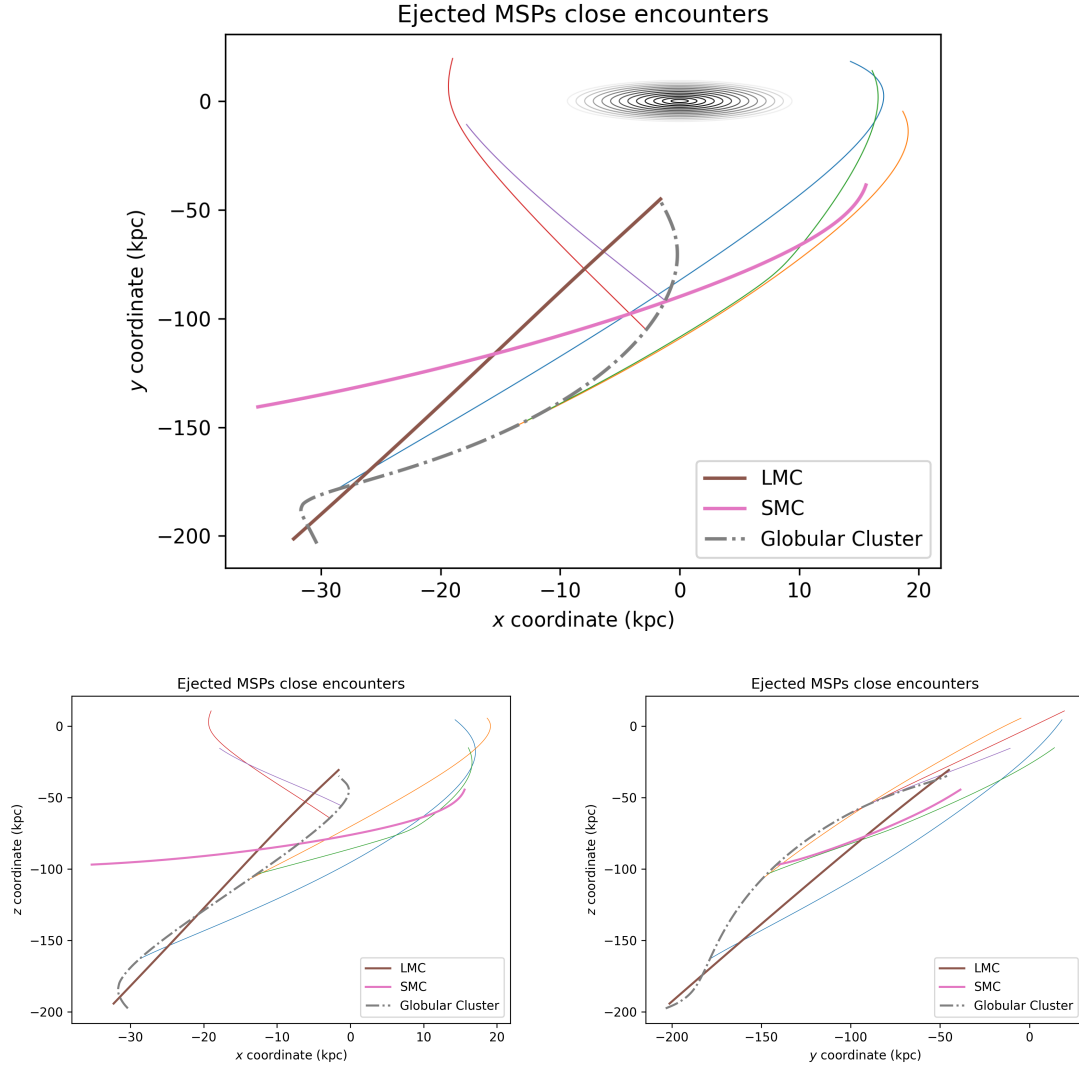 Ejected MSPs close encounters
0
−50
−100
−150
−200
y coordinate (kpc)
LMC
SMC
Globular Cluster
−30
−20
−10
0
10
20
x coordinate (kpc)
Ejected MSPs close encounters
0
−50
−100
−150
−200
z coordinate (kpc)
LMC
SMC
Globular Cluster
−30
−20
−10
0
10
20
x coordinate (kpc)
Ejected MSPs close encounters
0
−50
−100
−150
−200
z coordinate (kpc)
LMC
SMC
Globular Cluster
−200
−150
−100
−50
0
y coordinate (kpc)